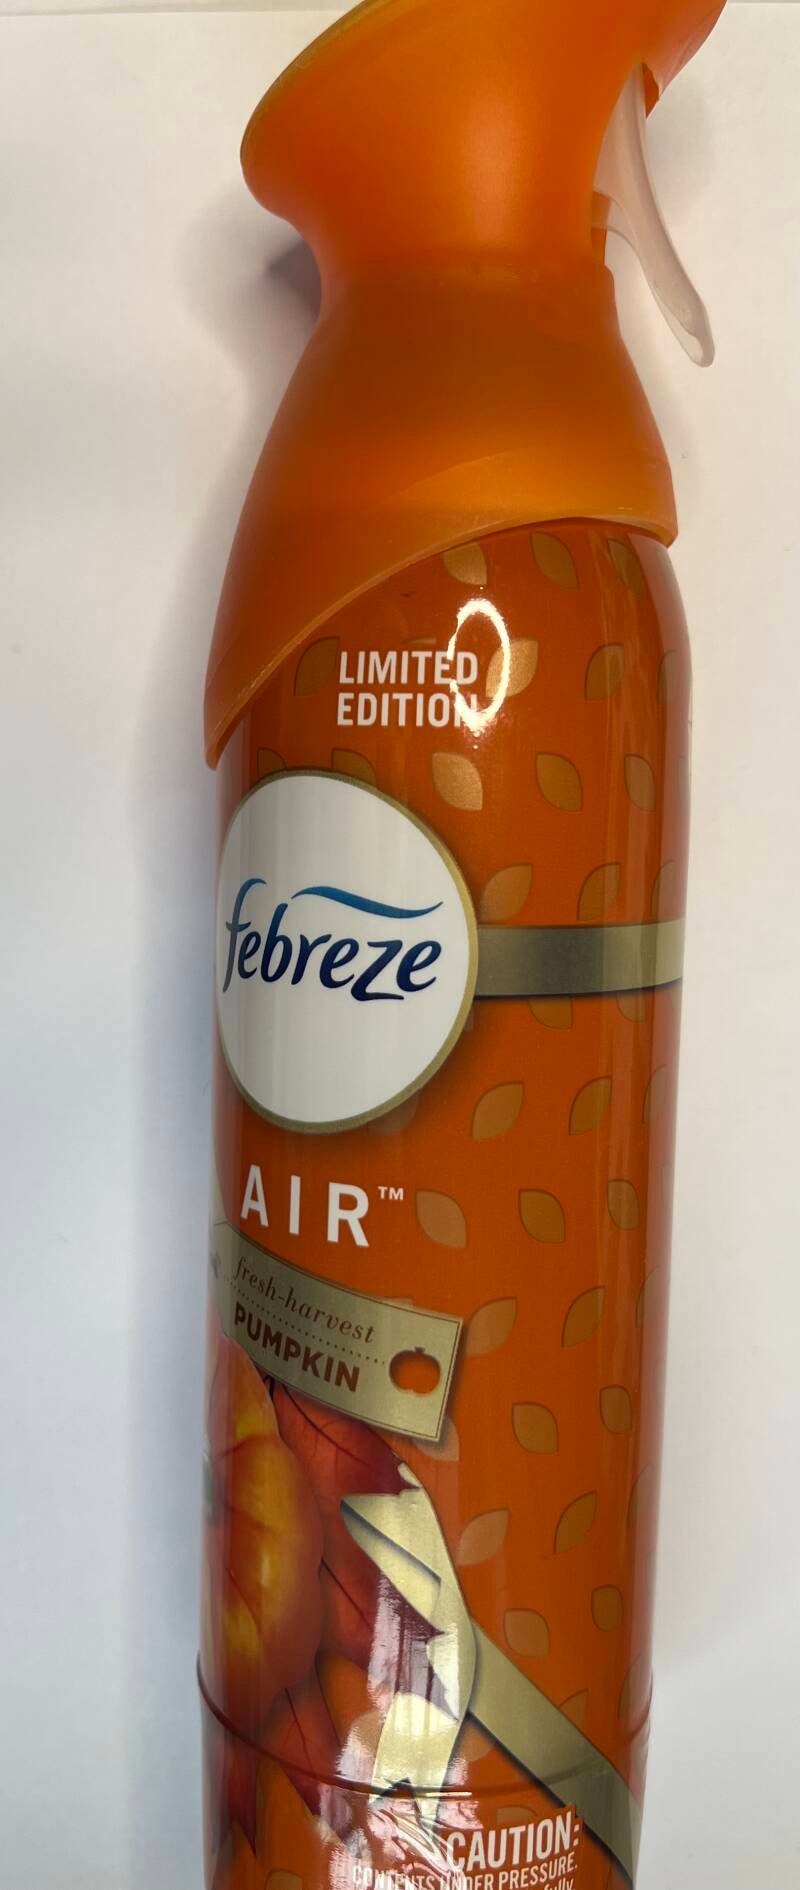 LIMITED
EDITION
febreze
AIR™
fresh-harvest
PUMPKIN
CAUTION:
CONTENTS UNDER PRESSURE.